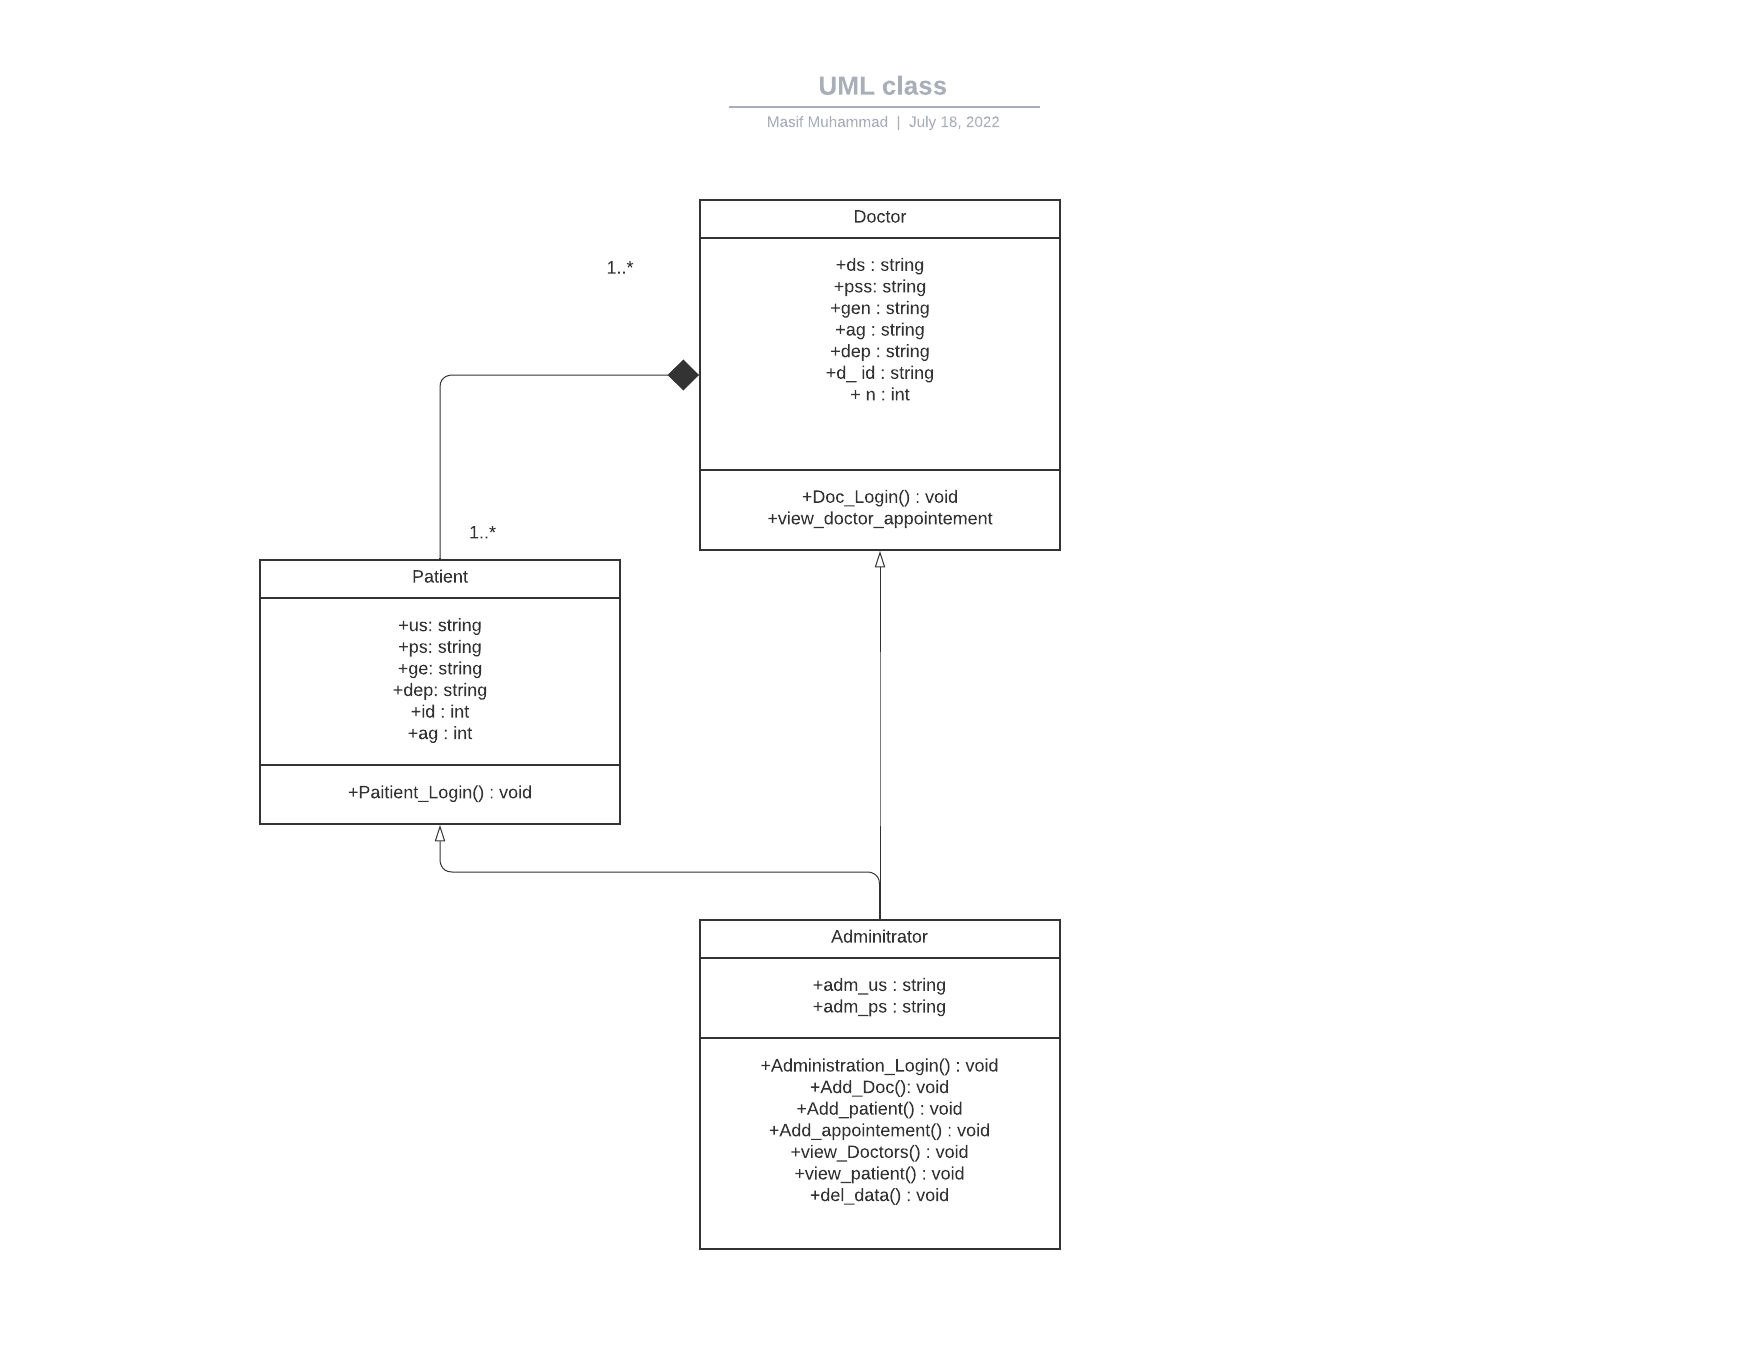 UML class
Masif Muhammad | July 18, 2022
Doctor
+ds : string
+pss: string
+gen : string
+ag : string
+dep : string
+d_ id : string
+ n : int
+Doc_Login() : void
+view_doctor_appointement
1..*
1..*
Patient
+us: string
+ps: string
+ge: string
+dep: string
+id : int
+ag : int
+Paitient_Login() : void
Adminitrator
+adm_us : string
+adm_ps : string
+Administration_Login() : void
+Add_Doc(): void
+Add_patient() : void
+Add_appointement() : void
+view_Doctors() : void
+view_patient() : void
+del_data() : void